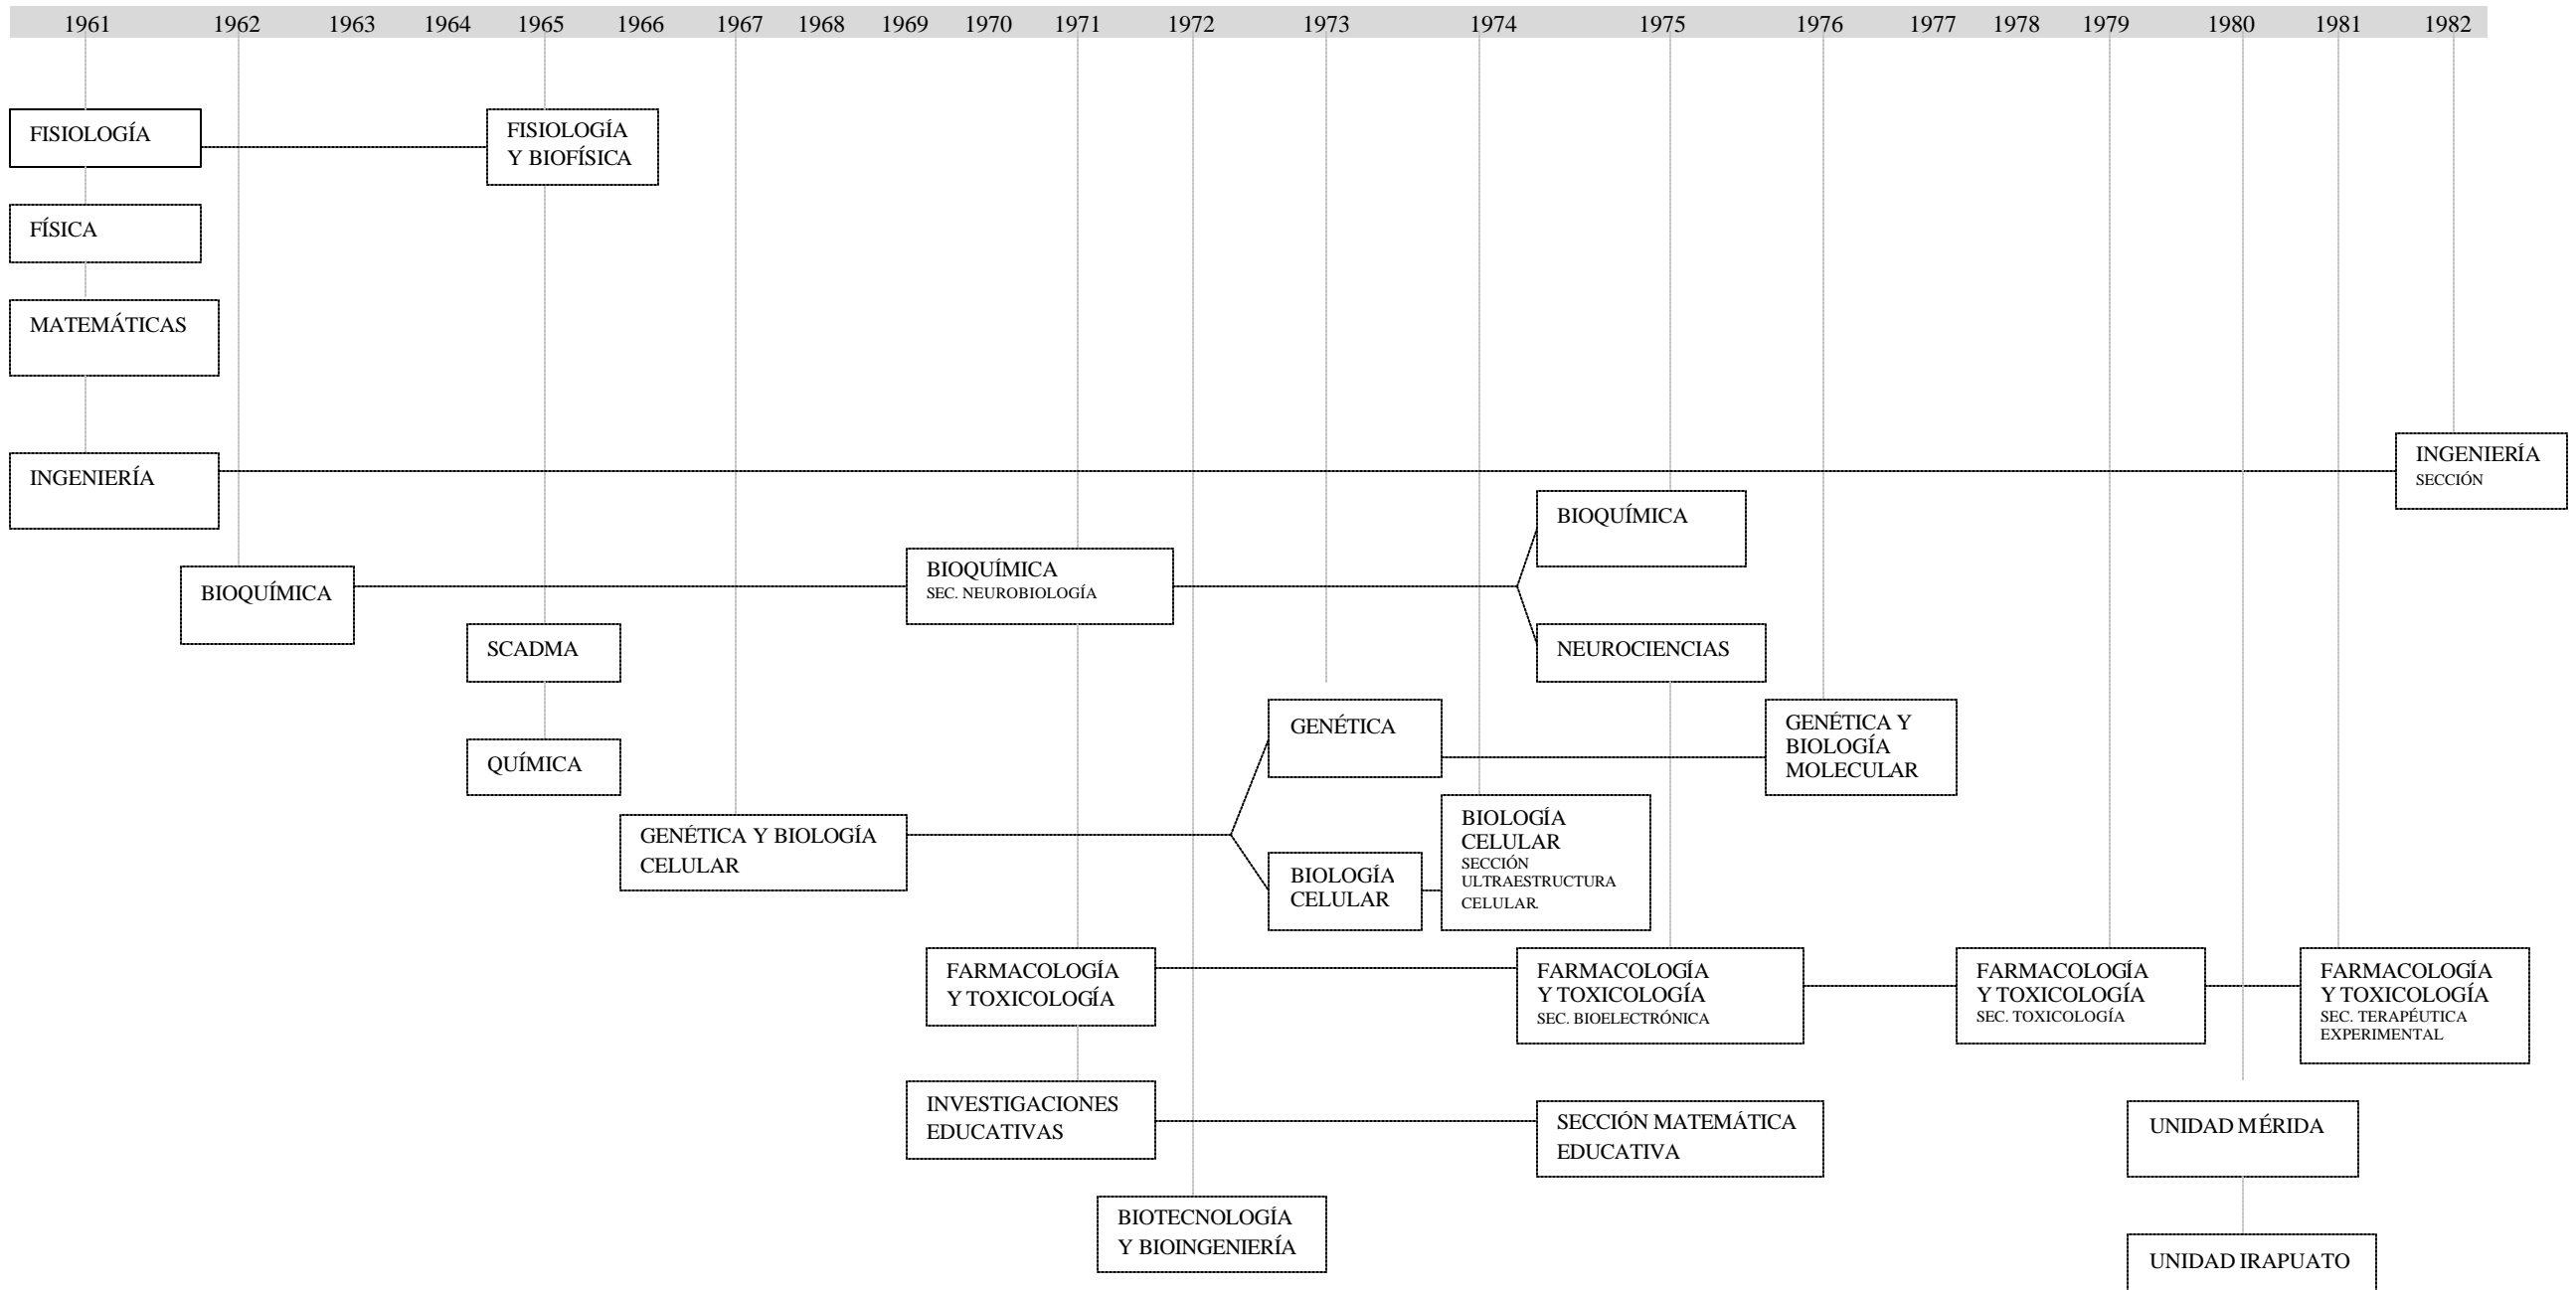 1961 1962 1963 1964 1965 1966 1967 1968 1969 1970 1971 1972 1973 1974 1975 1976 1977 1978 1979 1980 1981 1982
FISIOLOGÍA
FISIOLOGÍA
Y BIOFÍSICA
FÍSICA
MATEMÁTICAS
INGENIERÍA
INGENIERÍA
SECCIÓN
BIOQUÍMICA
BIOQUÍMICA
SEC. NEUROBIOLOGÍA
BIOQUÍMICA
NEUROCIENCIAS
SCADMA
QUÍMICA
GENÉTICA Y BIOLOGÍA
CELULAR
GENÉTICA
GENÉTICA Y
BIOLOGÍA
MOLECULAR
BIOLOGÍA
CELULAR
BIOLOGÍA
CELULAR
SECCIÓN
ULTRAESTRUCTURA
CELULAR.
FARMACOLOGÍA
Y TOXICOLOGÍA
FARMACOLOGÍA
Y TOXICOLOGÍA
SEC. BIOELECTRÓNICA
FARMACOLOGÍA
Y TOXICOLOGÍA
SEC. TOXICOLOGÍA
FARMACOLOGÍA
Y TOXICOLOGÍA
SEC. TERAPÉUTICA
EXPERIMENTAL
INVESTIGACIONES
EDUCATIVAS
SECCIÓN MATEMÁTICA
EDUCATIVA
UNIDAD MÉRIDA
BIOTECNOLOGÍA
Y BIOINGENIERÍA
UNIDAD IRAPUATO